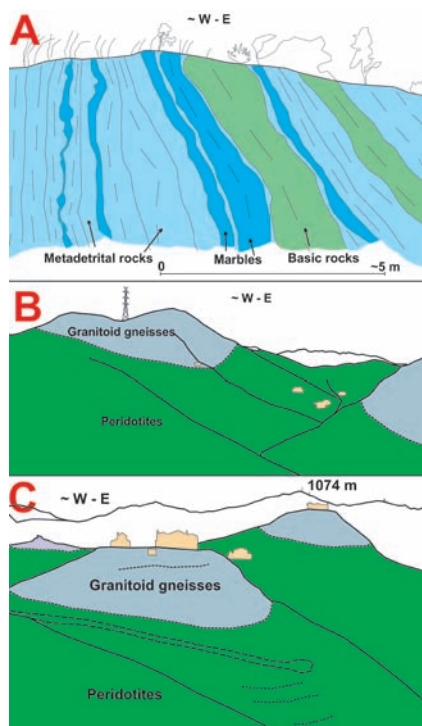 A
~ W - E
Metadetrital rocks
Marbles
Basic rocks
0
~5 m
B
~ W - E
Granitoid gneisses
Peridotites
C
~ W - E
1074 m
Granitoid gneisses
Peridotites